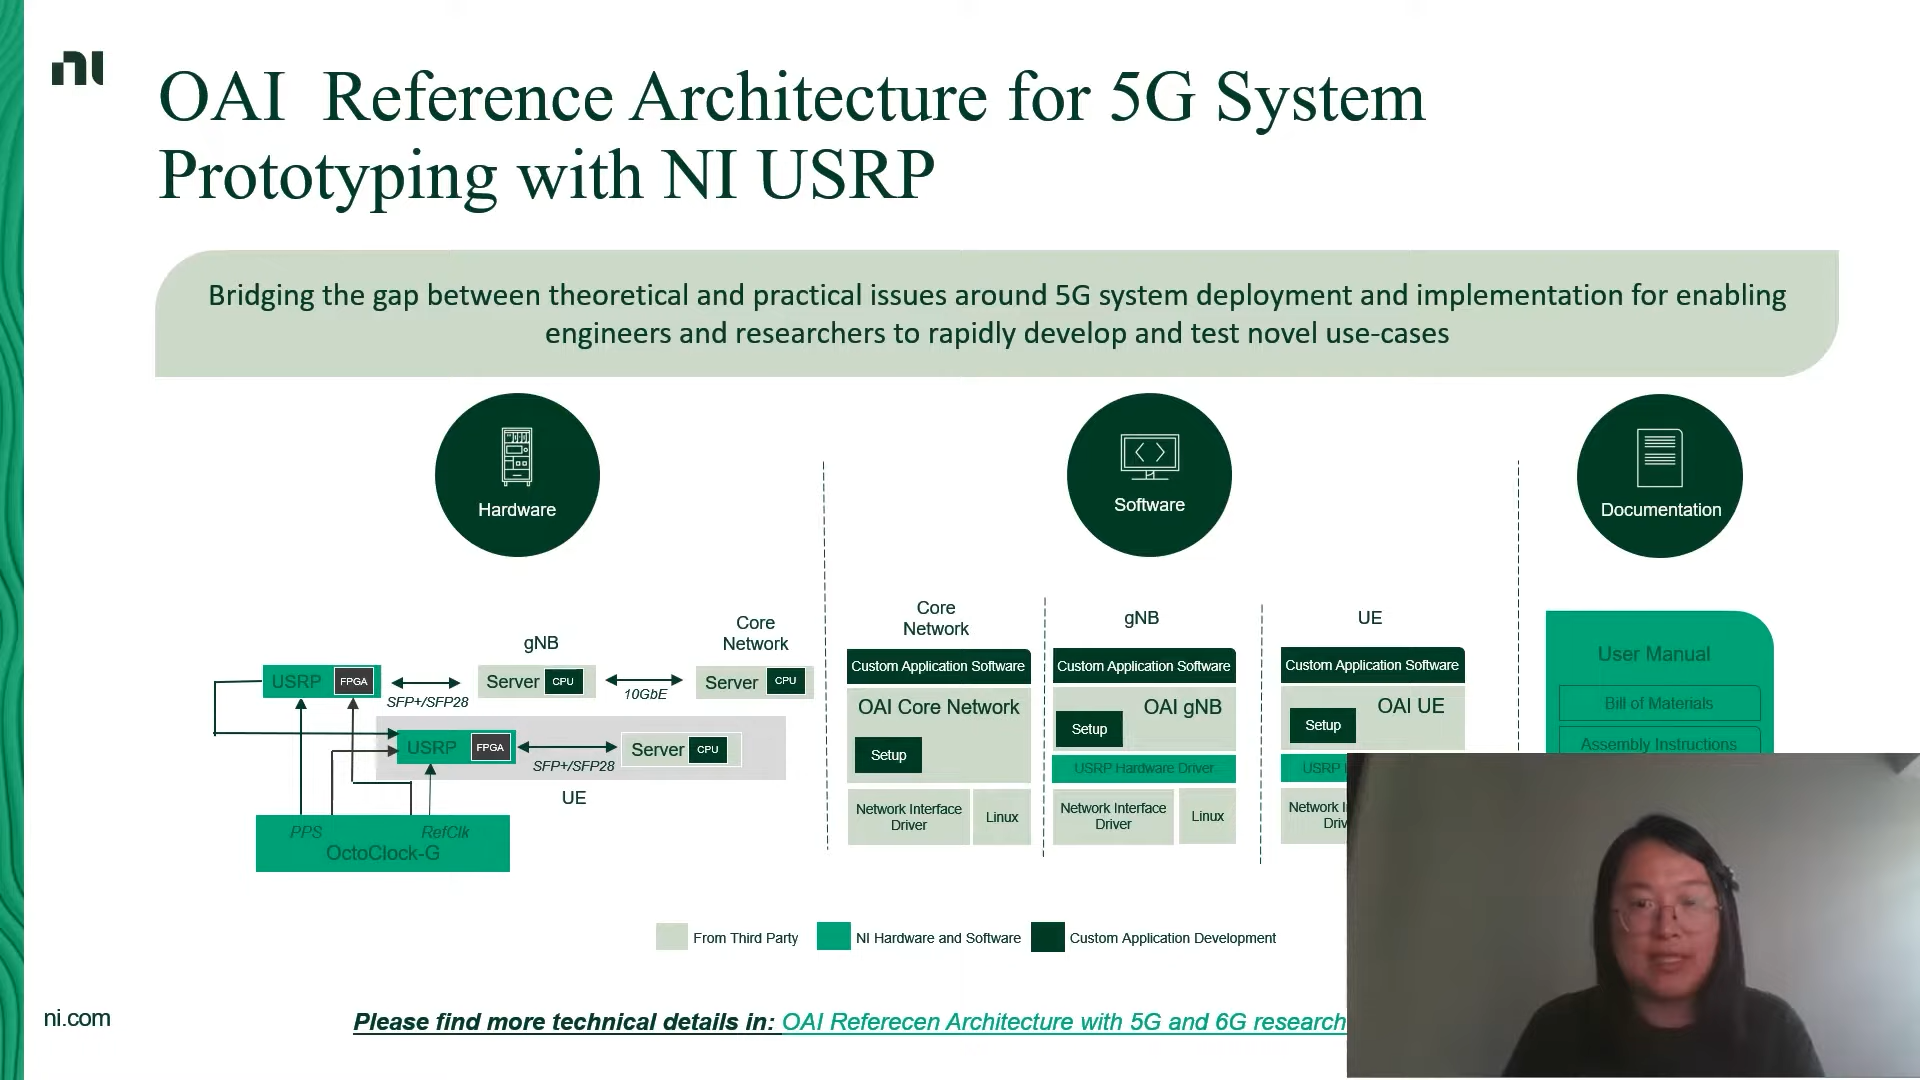 ni
OAI Reference Architecture for 5G System
Prototyping with NI USRP
Bridging the gap between theoretical and practical issues around 5G system deployment and implementation for enabling
engineers and researchers to rapidly develop and test novel use-cases
Hardware
Software
Documentation
gNB
Core
Network
USRP
FPGA
SFP+/SFP28
Server
CPU
10GbE
Server
CPU
USRP
FPGA
SFP+/SFP28
Server
CPU
UE
PPS
RefClk
OctoClock-G
Core
Network
Custom Application Software
OAI Core Network
Setup
Network Interface
Driver
Linux
gNB
Custom Application Software
OAI gNB
Setup
USRP Hardware Driver
Network Interface
Driver
Linux
UE
Custom Application Software
OAI UE
Setup
USRP
Network
User Manual
Bill of Materials
Assembly Instructions
From Third Party
NI Hardware and Software
Custom Application Development
ni.com
Please find more technical details in: OAI Referecen Architecture with 5G and 6G research